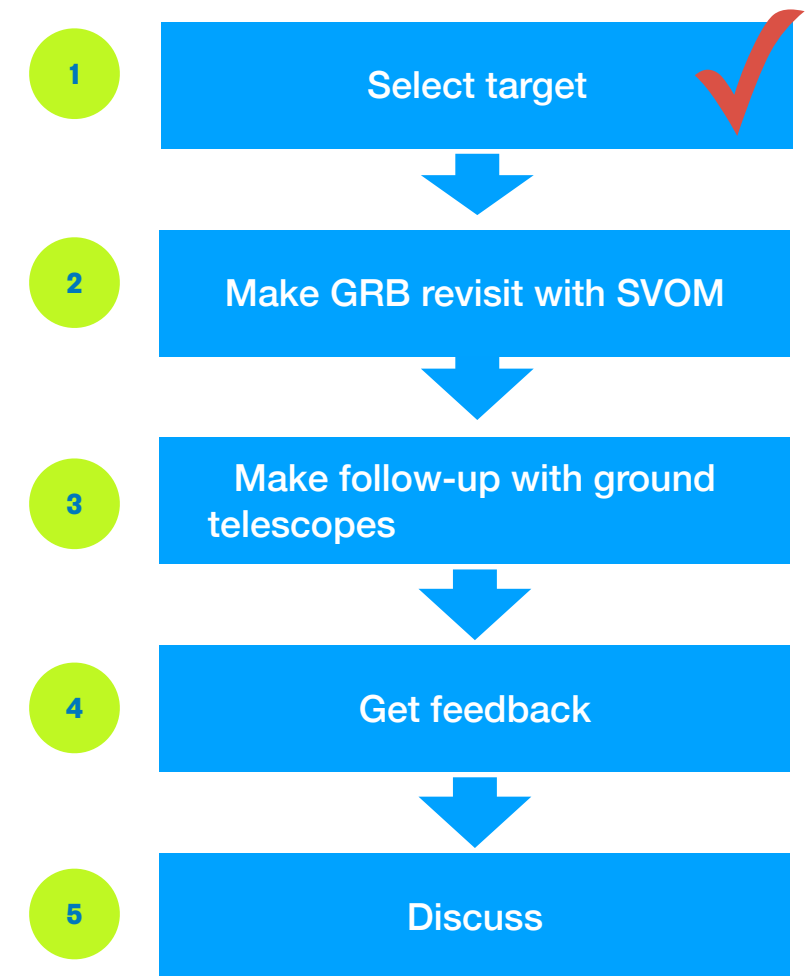 1
Select target
2
Make GRB revisit with SVOM
3
Make follow-up with ground
telescopes
4
Get feedback
5
Discuss